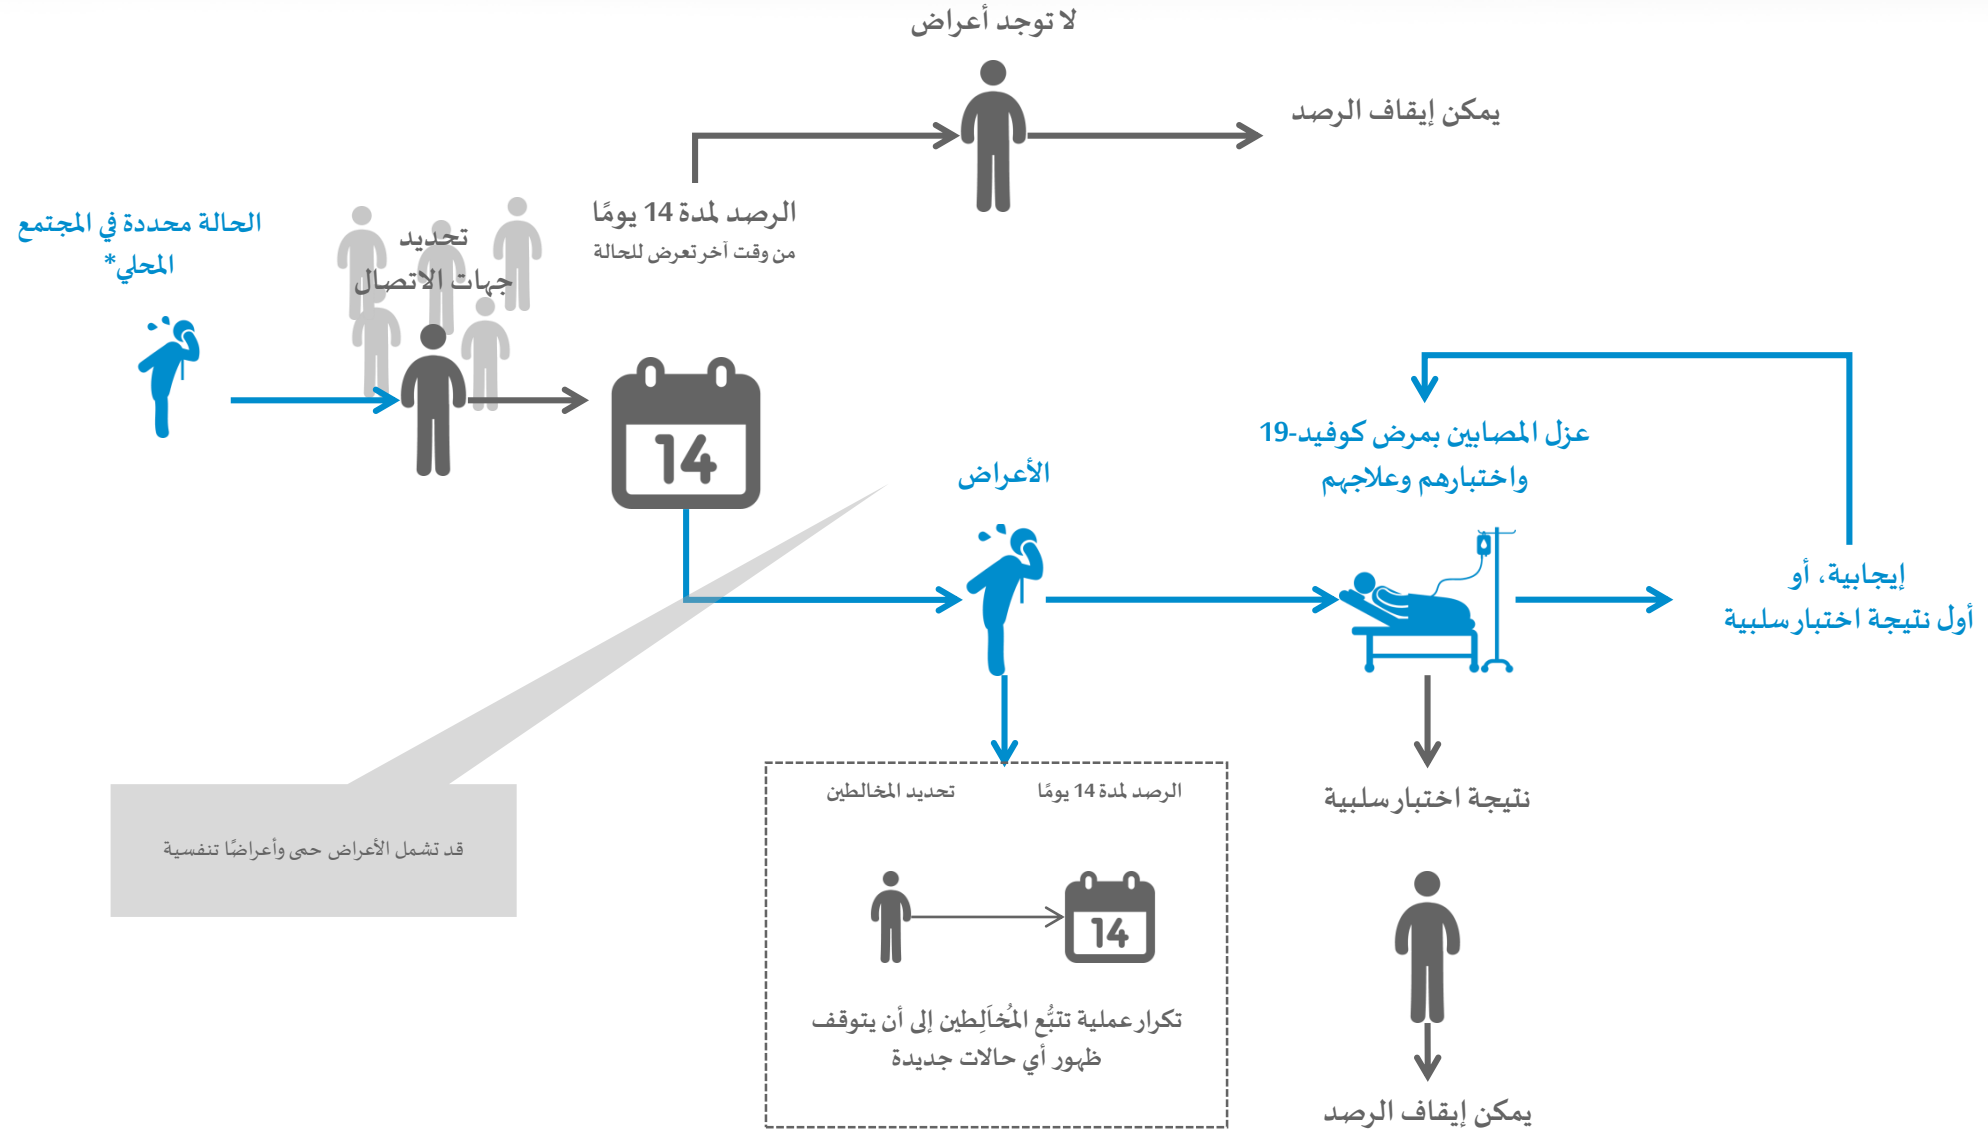 لا توجد أعراض
يمكن إيقاف الرصد
الحالة محددة في المجتمع
المحلي*
تحديد
جهات الاتصال
الرصد لمدة 14 يومًا
من وقت آخر تعرض للحالة
14
الأعراض
عزل المصابين بمرض كوفيد-19
واختبارهم وعلاجهم
إيجابية، أو
أول نتيجة اختبار سلبية
قد تشمل الأعراض حمى وأعراضًا تنفسية
تحديد المخالطين
الرصد لمدة 14 يومًا
14
تكرار عملية تتبُّع المُخاَلِطين إلى أن يتوقف
ظهور أي حالات جديدة
نتيجة اختبار سلبية
يمكن إيقاف الرصد